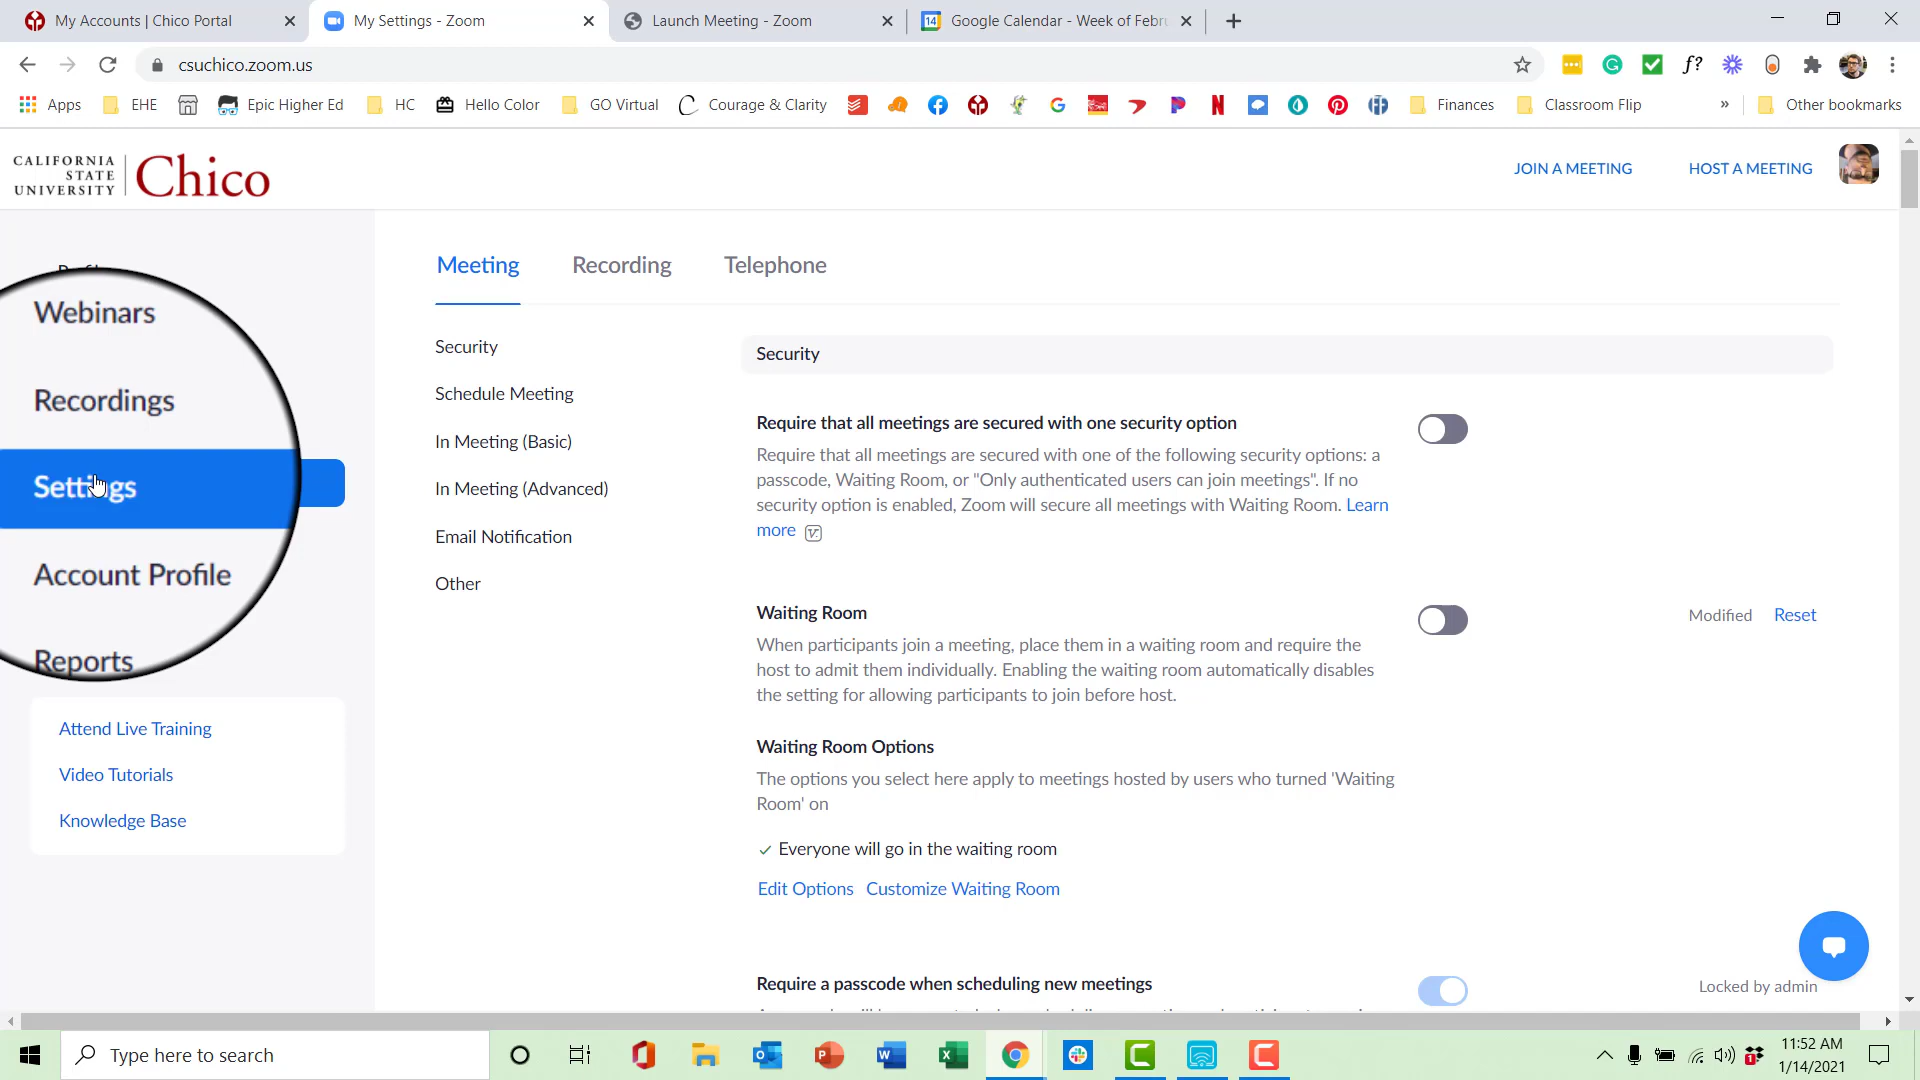 My Accounts | Chico Portal
My Settings - Zoom
Launch Meeting - Zoom
Google Calendar - Week of Febru
csuchico.zoom.us
Apps
EHE
Epic Higher Ed
HC
Hello Color
GO Virtual
Courage & Clarity
Finances
Classroom Flip
»
Other bookmarks
CALIFORNIA
STATE
UNIVERSITY
Chico
JOIN A MEETING
HOST A MEETING
Webinars
Recordings
Settings
Account Profile
Reports
Attend Live Training
Video Tutorials
Knowledge Base
Meeting
Recording
Telephone
Security
Schedule Meeting
In Meeting (Basic)
In Meeting (Advanced)
Email Notification
Other
Security
Require that all meetings are secured with one security option
Require that all meetings are secured with one of the following security options: a
passcode, Waiting Room, or "Only authenticated users can join meetings". If no
security option is enabled, Zoom will secure all meetings with Waiting Room. Learn
more
Waiting Room
Modified Reset
When participants join a meeting, place them in a waiting room and require the
host to admit them individually. Enabling the waiting room automatically disables
the setting for allowing participants to join before host.
Waiting Room Options
The options you select here apply to meetings hosted by users who turned 'Waiting
Room' on
✓ Everyone will go in the waiting room
Edit Options Customize Waiting Room
Require a passcode when scheduling new meetings
Locked by admin
Type here to search
11:52 AM
1/14/2021